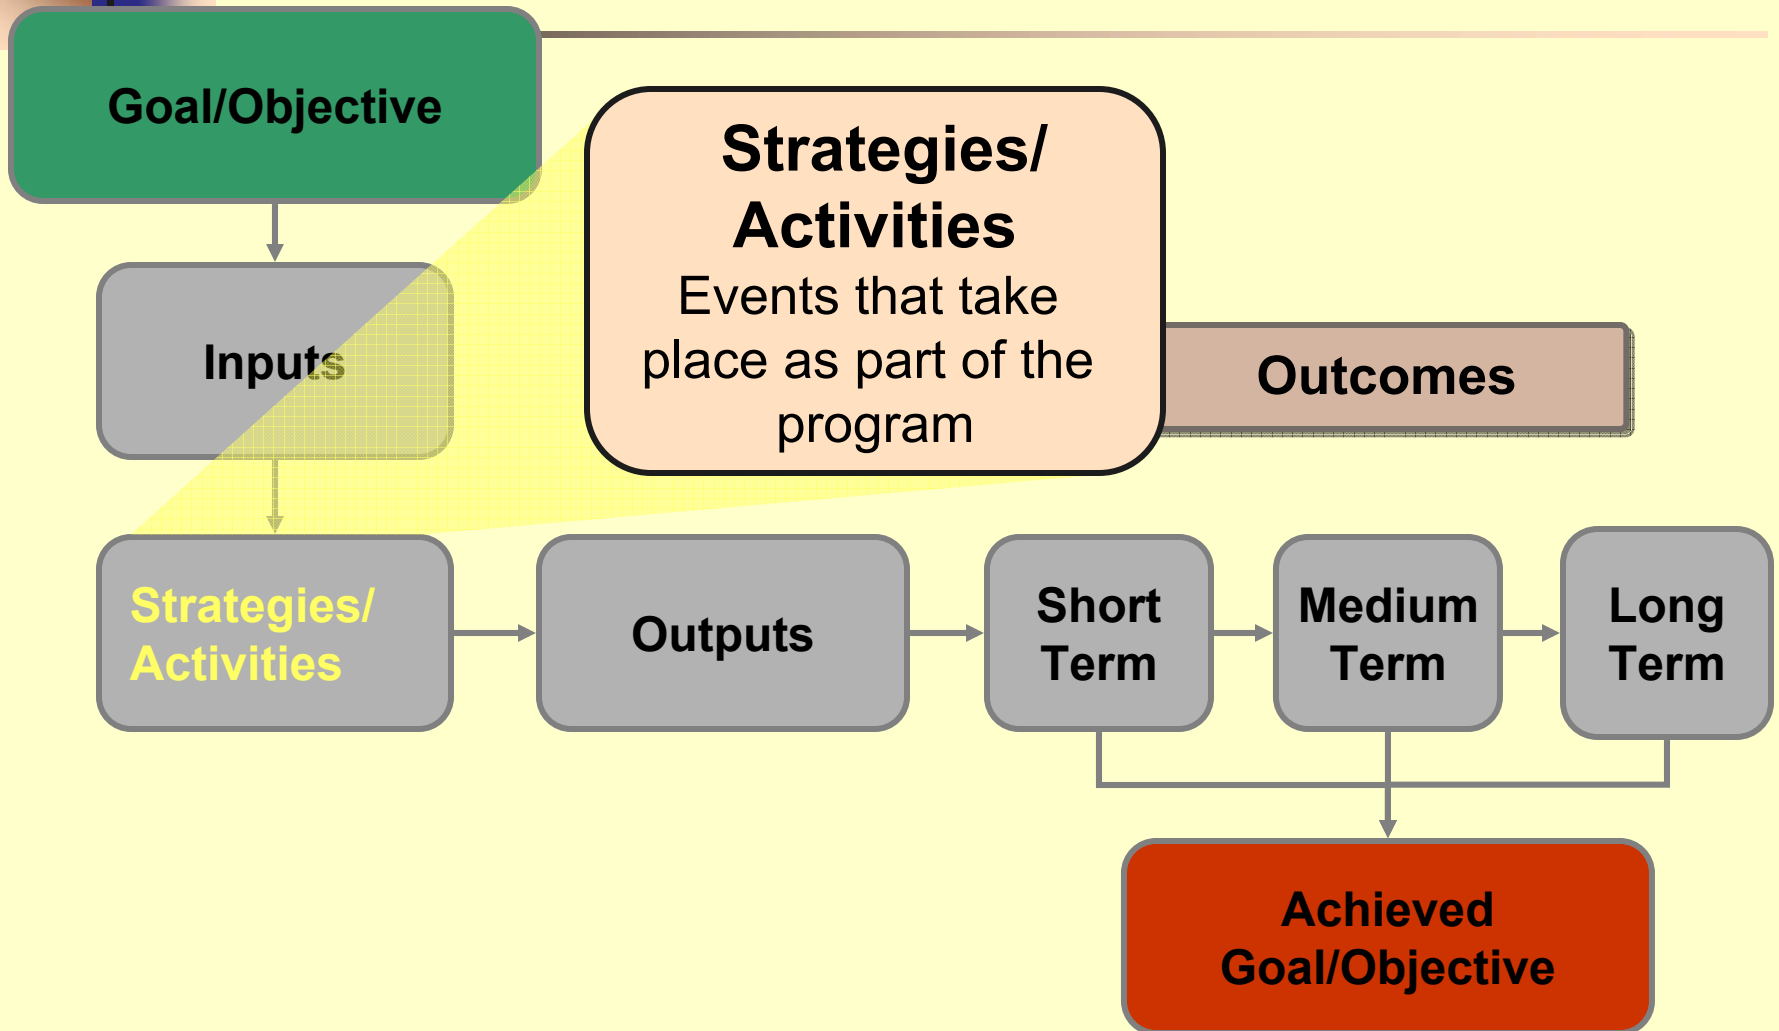 Goal/Objective
Strategies/
Activities
Events that take
place as part of the
program
Inputs
Outcomes
Strategies/
Activities
Outputs
Short
Term
Medium
Term
Long
Term
Achieved
Goal/Objective